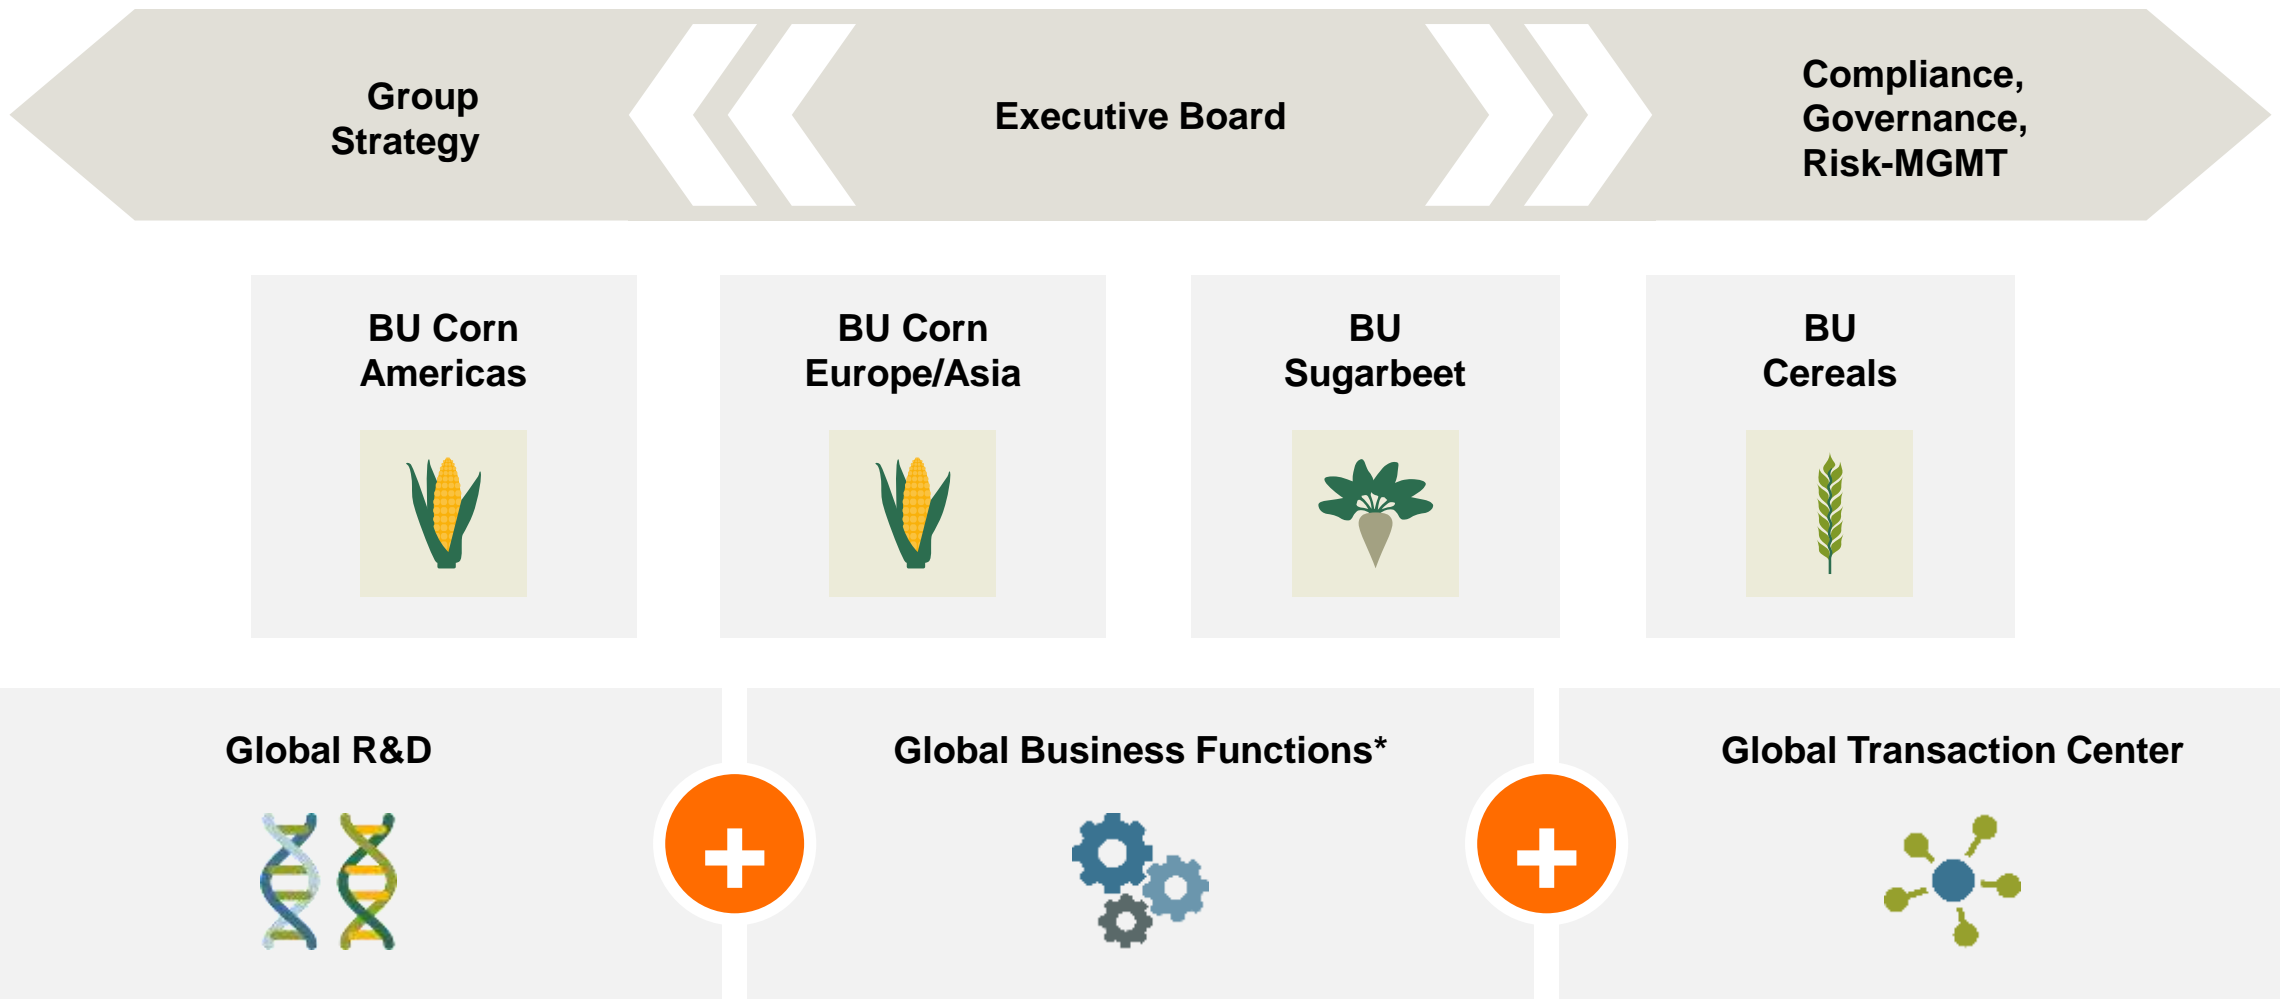 Group
Strategy
Executive Board
Compliance,
Governance,
Risk-MGMT
BU Corn
Americas
BU Corn
Europe/Asia
BU
Sugarbeet
BU
Cereals
Global R&D
Global Business Functions*
Global Transaction Center
+
+